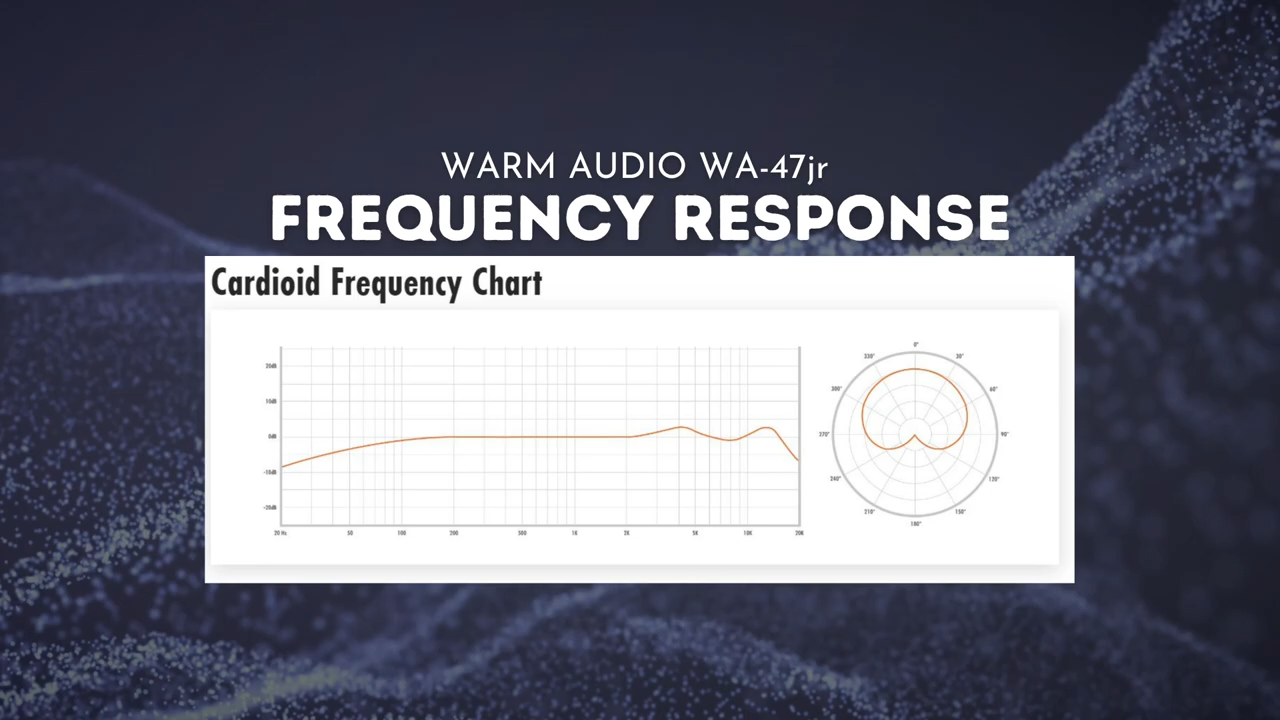 WARM AUDIO WA-47jr
FREQUENCY RESPONSE
Cardioid Frequency Chart
20dB
10dB
0dB
-10dB
-20dB
20 Hz 50 100 200 500 1K 2K 5K 10K 20K
0°
330° 30°
300° 60°
270° 90°
240° 120°
210° 150°
180°